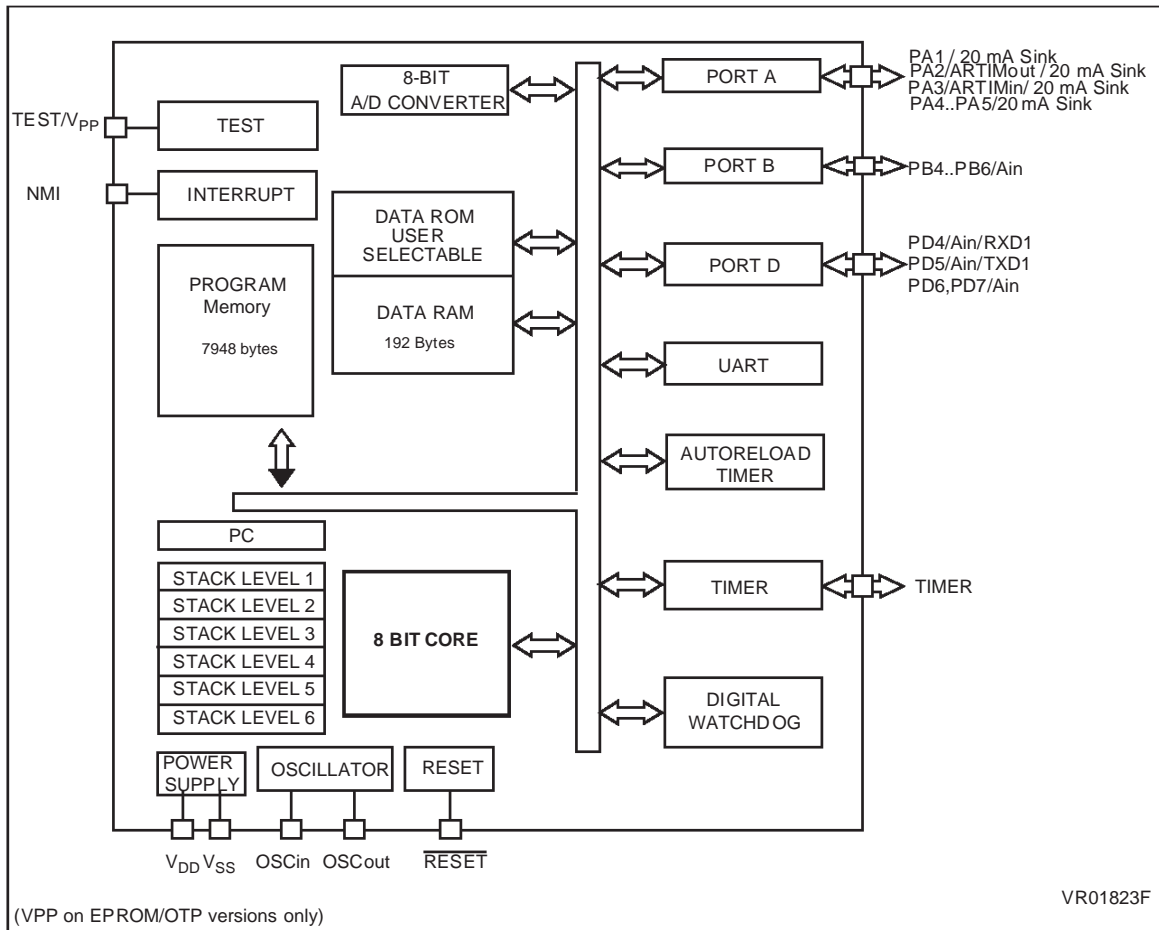 PA1 / 20 mA Sink
PA2/ARTIMout / 20 mA Sink
PA3/ARTIMin/ 20 mA Sink
PA4..PA5/20 mA Sink
8-BIT
A/D CONVERTER
PORT A
TEST/VPP
TEST
NMI
INTERRUPT
PORT B
PB4..PB6/Ain
DATA ROM
USER
SELECTABLE
PORT D
PD4/Ain/RXD1
PD5/Ain/TXD1
PD6,PD7/Ain
PROGRAM
Memory
7948 bytes
DATA RAM
192 Bytes
UART
AUTORELOAD
TIMER
PC
STACK LEVEL 1
STACK LEVEL 2
STACK LEVEL 3
STACK LEVEL 4
STACK LEVEL 5
STACK LEVEL 6
8 BIT CORE
TIMER
TIMER
DIGITAL
WATCHDOG
POWER
SUPPLY
OSCILLATOR
RESET
VDD VSS
OSCin
OSCout
RESET
VR01823F
(VPP on EPROM/OTP versions only)